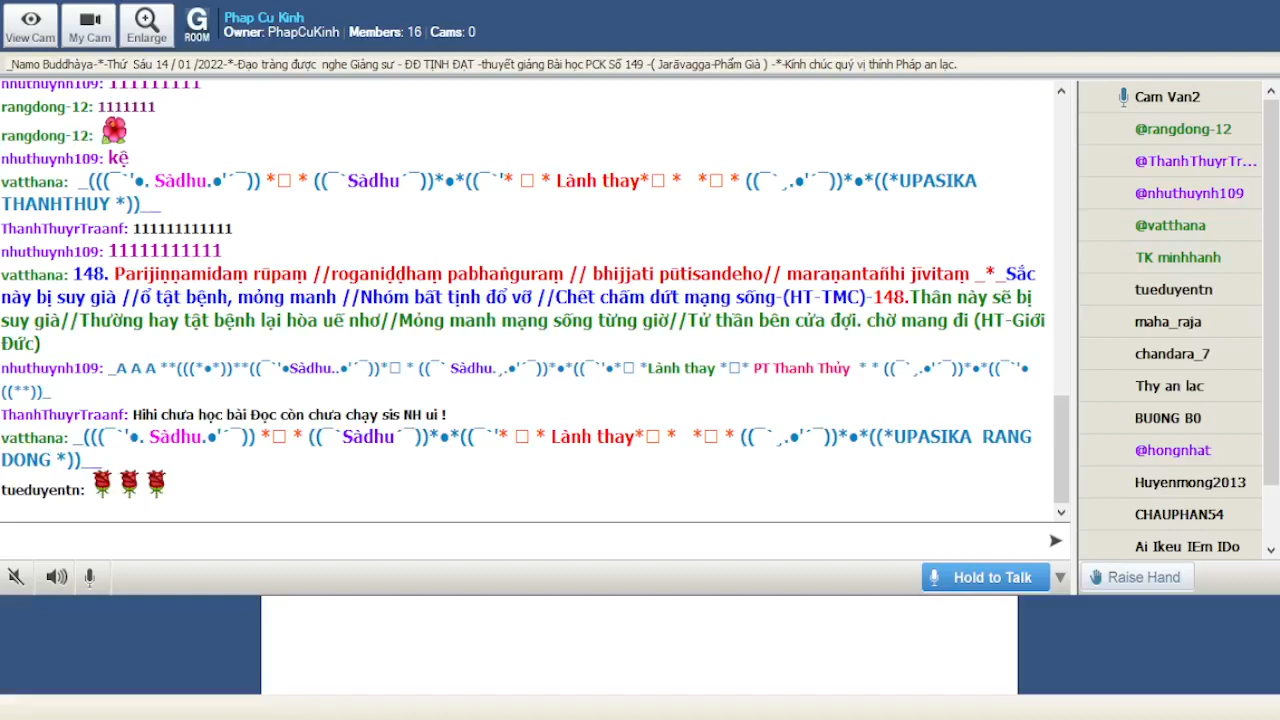 View Cam
My Cam
Enlarge
G
ROOM
Phap Cu Kinh
Owner: PhapCuKinh | Members: 16 | Cams: 0
_Namo Buddhàya-*-Thứ Sáu 14 / 01 /2022-*-Đạo tràng được nghe Giảng sư - ĐĐ TỊNH ĐẠT -thuyết giảng Bài học PCK Số 149 -( Jarāvagga-Phẩm Già ) -*-Kính chúc quý vị thính Pháp an lạc.
nhuthuynh109: 1111111111
rangdong-12: 1111111
rangdong-12:
nhuthuynh109: kệ
vatthana: _(((¯`'●. Sàdhu.●'´¯)) *□ * ((¯`Sàdhu´¯))*●*((¯`'* □ * Lành thay*□ * *□ * ((¯`¸.●'´¯))*●*((*UPASIKA
THANHTHUY *))__
ThanhThuyrTraanf: 111111111111
nhuthuynh109: 11111111111
vatthana: 148. Parijiṇṇamidaṃ rūpaṃ //roganiḍḍhaṃ pabhaṅguraṃ // bhijjati pūtisandeho// maraṇantañhi jīvitaṃ _*_Sắc
này bị suy già //ổ tật bệnh, mỏng manh //Nhóm bất tịnh đổ vỡ //Chết chấm dứt mạng sống-(HT-TMC)-148.Thân này sẽ bị
suy già//Thường hay tật bệnh lại hòa uế nhơ//Mỏng manh mạng sống từng giờ//Tử thần bên cửa đợi. chờ mang đi (HT-Giới
Đức)
nhuthuynh109: _A A A **(((*●*))**((¯`'●Sàdhu..●'´¯))*□ * ((¯` Sàdhu.¸.●'´¯))*●*((¯`'●*□ *Lành thay *□* PT Thanh Thủy * * ((¯`¸.●'´¯))*●*((¯`'●
((**))_
ThanhThuyrTraanf: Hihi chưa học bài Đọc còn chưa chạy sis NH ui !
vatthana: _(((¯`'●. Sàdhu.●'´¯)) *□ * ((¯`Sàdhu´¯))*●*((¯`'* □ * Lành thay*□ * *□ * ((¯`¸.●'´¯))*●*((*UPASIKA RANG
DONG *))__
tueduyentn:
Hold to Talk
Cam Van2
@rangdong-12
@ThanhThuyrTr...
@nhuthuynh109
@vatthana
TK minhhanh
tueduyentn
maha_raja
chandara_7
Thy an lac
BU0NG B0
@hongnhat
Huyenmong2013
CHAUPHAN54
Ai Ikeu IEm IDo
Raise Hand